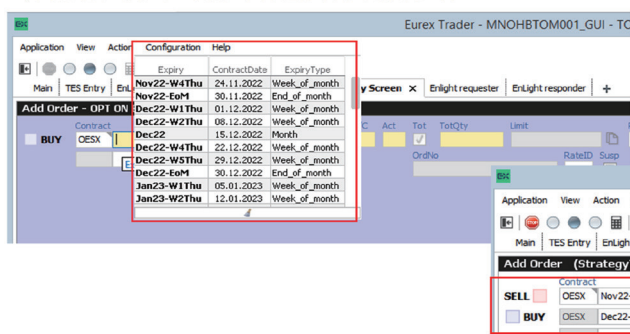 Eurex Trader - MNOHBTOM001_GUI - TO
Application View Action Configuration Help
Main TES Entry EnL y Screen × Enlight requester EnLight responder +
Expiry ContractDate ExpiryType
Nov22-W4Thu 24.11.2022 Week_of_month
Nov22-EoM 30.11.2022 End_of_month
Dec22-W1Thu 01.12.2022 Week_of_month
Dec22-W2Thu 08.12.2022 Week_of_month
Dec22 15.12.2022 Month
Dec22-W4Thu 22.12.2022 Week_of_month
Dec22-W5Thu 29.12.2022 Week_of_month
Dec22-EoM 30.12.2022 End_of_month
Jan23-W1Thu 05.01.2023 Week_of_month
Jan23-W2Thu 12.01.2023 Week_of_month
Add Order - OPT ON
Contract C Act Tot TotQty Limit
BUY OESX
OrdNo RateID Susp
Application View Action
Main TES Entry EnLigh
Add Order (Strategy
Contract
SELL OESX Nov22-
BUY OESX Dec22-